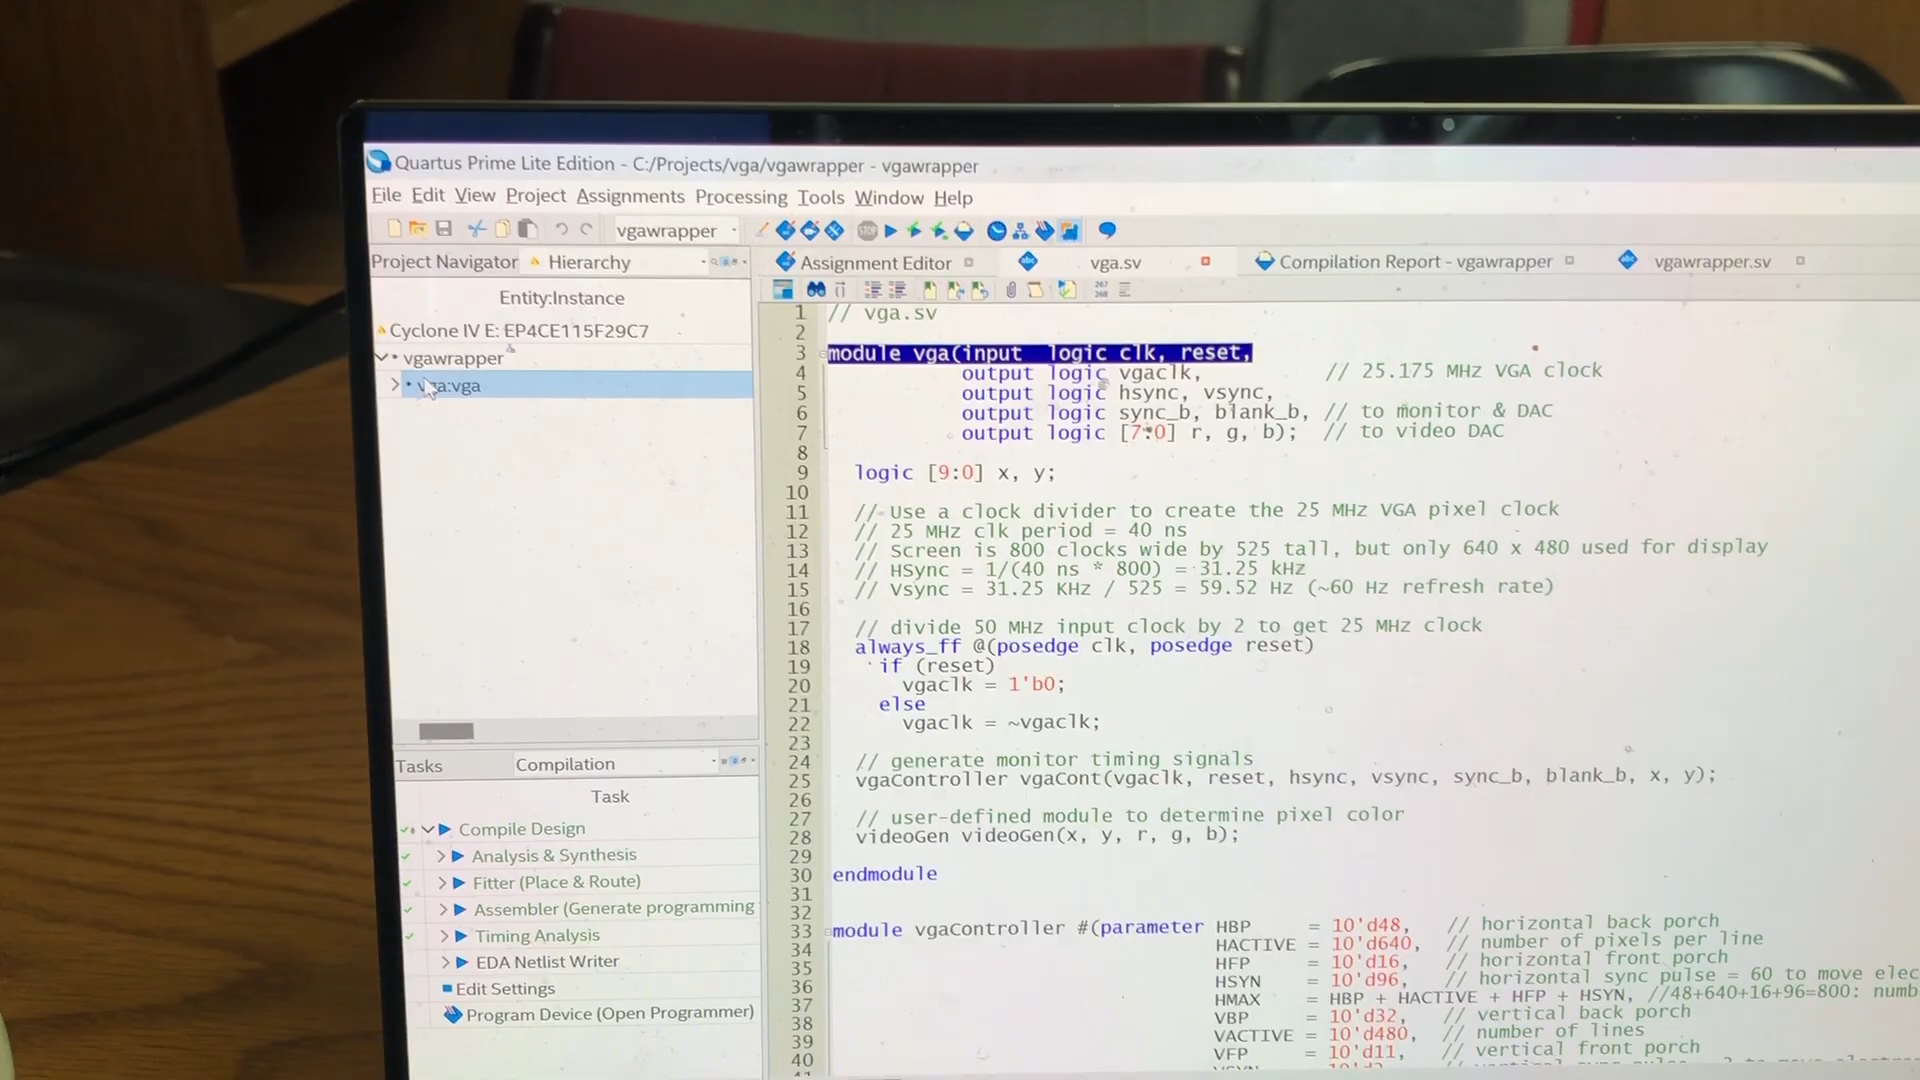 Quartus Prime Lite Edition - C:/Projects/vga/vgawrapper - vgawrapper
File Edit View Project Assignments Processing Tools Window Help
vgawrapper
STOP
Project Navigator Hierarchy
Entity:Instance
Cyclone IV E: EP4CE115F29C7
vgawrapper
vga:vga
Tasks Compilation
Task
Compile Design
Analysis & Synthesis
Fitter (Place & Route)
Assembler (Generate programming
Timing Analysis
EDA Netlist Writer
Edit Settings
Program Device (Open Programmer)
Assignment Editor vga.sv Compilation Report - vgawrapper vgawrapper.sv
1 // vga.sv
2
3 module vga(input logic clk, reset,
4 output logic vgaclk, // 25.175 MHz VGA clock
5 output logic hsync, vsync,
6 output logic sync_b, blank_b, // to monitor & DAC
7 output logic [7:0] r, g, b); // to video DAC
8
9 logic [9:0] x, y;
10
11 // Use a clock divider to create the 25 MHz VGA pixel clock
12 // 25 MHz clk period = 40 ns
13 // Screen is 800 clocks wide by 525 tall, but only 640 x 480 used for display
14 // HSync = 1/(40 ns * 800) = 31.25 kHz
15 // Vsync = 31.25 KHz / 525 = 59.52 Hz (~60 Hz refresh rate)
16
17 // divide 50 MHz input clock by 2 to get 25 MHz clock
18 always_ff @(posedge clk, posedge reset)
19 if (reset)
20 vgaclk = 1'b0;
21 else
22 vgaclk = ~vgaclk;
23
24 // generate monitor timing signals
25 vgaController vgaCont(vgaclk, reset, hsync, vsync, sync_b, blank_b, x, y);
26
27 // user-defined module to determine pixel color
28 videoGen videoGen(x, y, r, g, b);
29
30 endmodule
31
32
33 module vgaController #(parameter HBP = 10'd48, // horizontal back porch
34 HACTIVE = 10'd640, // number of pixels per line
35 HFP = 10'd16, // horizontal front porch
36 HSYN = 10'd96, // horizontal sync pulse = 60 to move elec
37 HMAX = HBP + HACTIVE + HFP + HSYN, //48+640+16+96=800: numb
38 VBP = 10'd32, // vertical back porch
39 VACTIVE = 10'd480, // number of lines
40 VFP = 10'd11, // vertical front porch